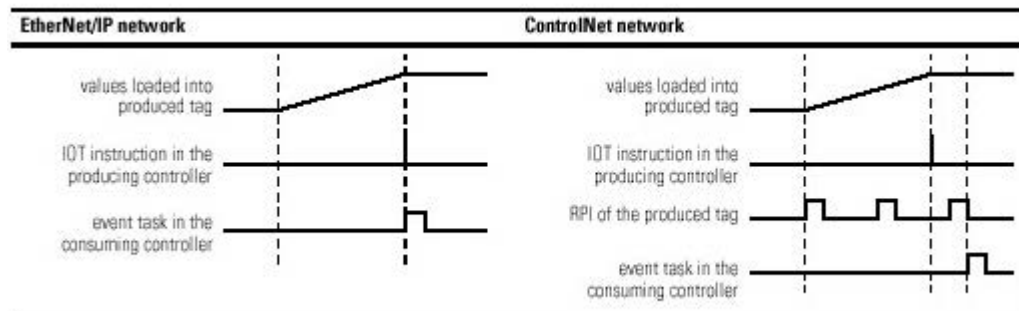 EtherNet/IP network
values loaded into
produced tag
IOT instruction in the
producing controller
event task in the
consuming controller
ControlNet network
values loaded into
produced tag
IOT instruction in the
producing controller
RPI of the produced tag
event task in the
consuming controller